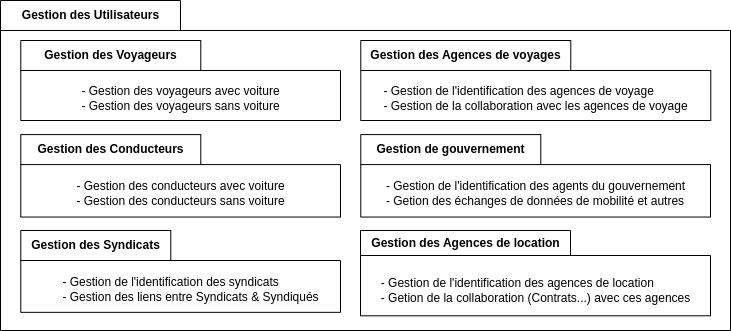 Gestion des Utilisateurs
Gestion des Voyageurs
- Gestion des voyageurs avec voiture
- Gestion des voyageurs sans voiture
Gestion des Agences de voyages
- Gestion de l'identification des agences de voyage
- Gestion de la collaboration avec les agences de voyage
Gestion des Conducteurs
- Gestion des conducteurs avec voiture
- Gestion des conducteurs sans voiture
Gestion de gouvernement
- Gestion de l'identification des agents du gouvernement
- Getion des échanges de données de mobilité et autres
Gestion des Syndicats
- Gestion de l'identification des syndicats
- Gestion des liens entre Syndicats & Syndiqués
Gestion des Agences de location
- Gestion de l'identification des agences de location
- Getion de la collaboration (Contrats...) avec ces agences